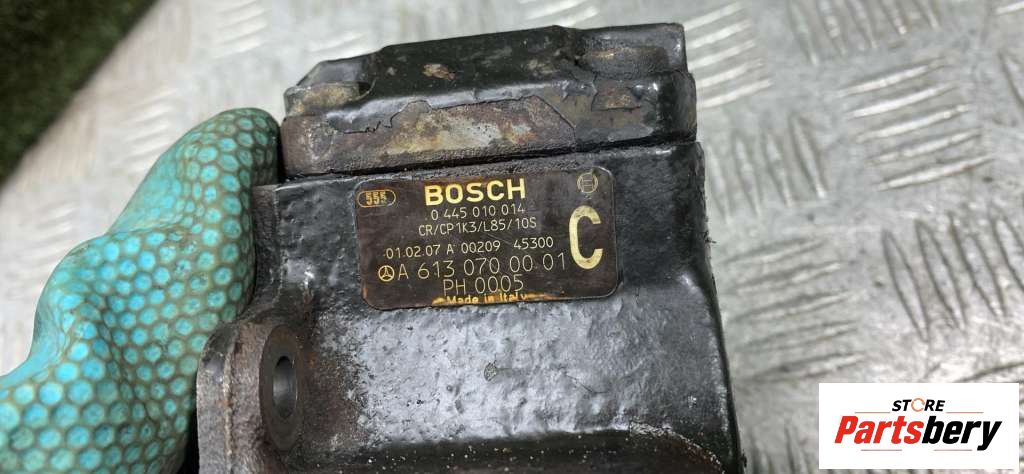 555 BOSCH
0 445 010 014
CR/CP1K3/L85/10S
01.02.07 A 00209 45300
C
A 613 070 00 01
PH 0005
Made in Italy
STORE
Partsbery